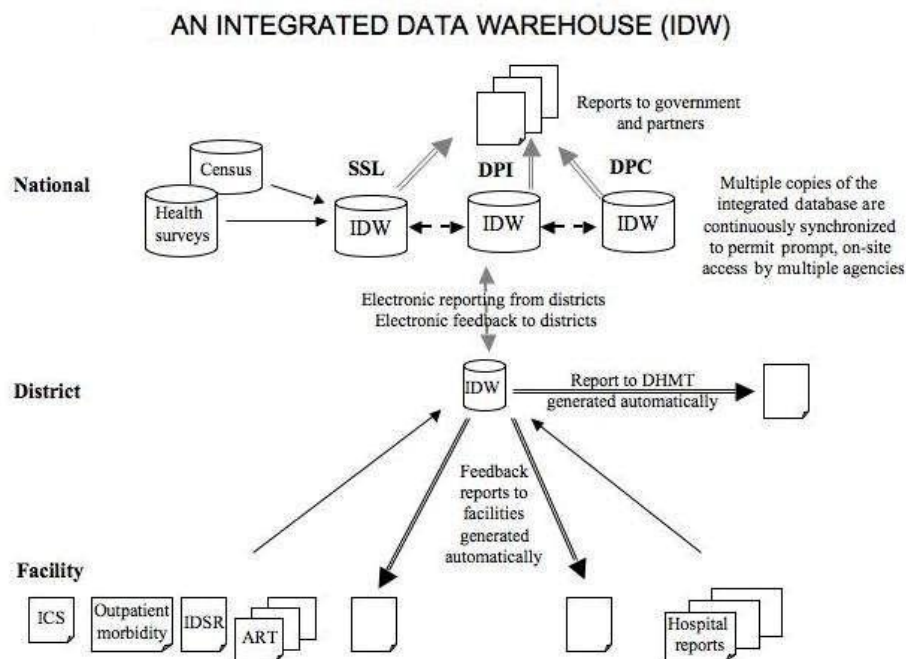 AN INTEGRATED DATA WAREHOUSE (IDW)
Reports to government
and partners
National
Census
Health
surveys
SSL
DPI
DPC
IDW
IDW
IDW
Multiple copies of the
integrated database are
continuously synchronized
to permit prompt, on-site
access by multiple agencies
Electronic reporting from districts
Electronic feedback to districts
District
IDW
Report to DHMT
generated automatically
Feedback
reports to
facilities
generated
automatically
Facility
ICS
Outpatient
morbidity
IDSR
ART
Hospital
reports